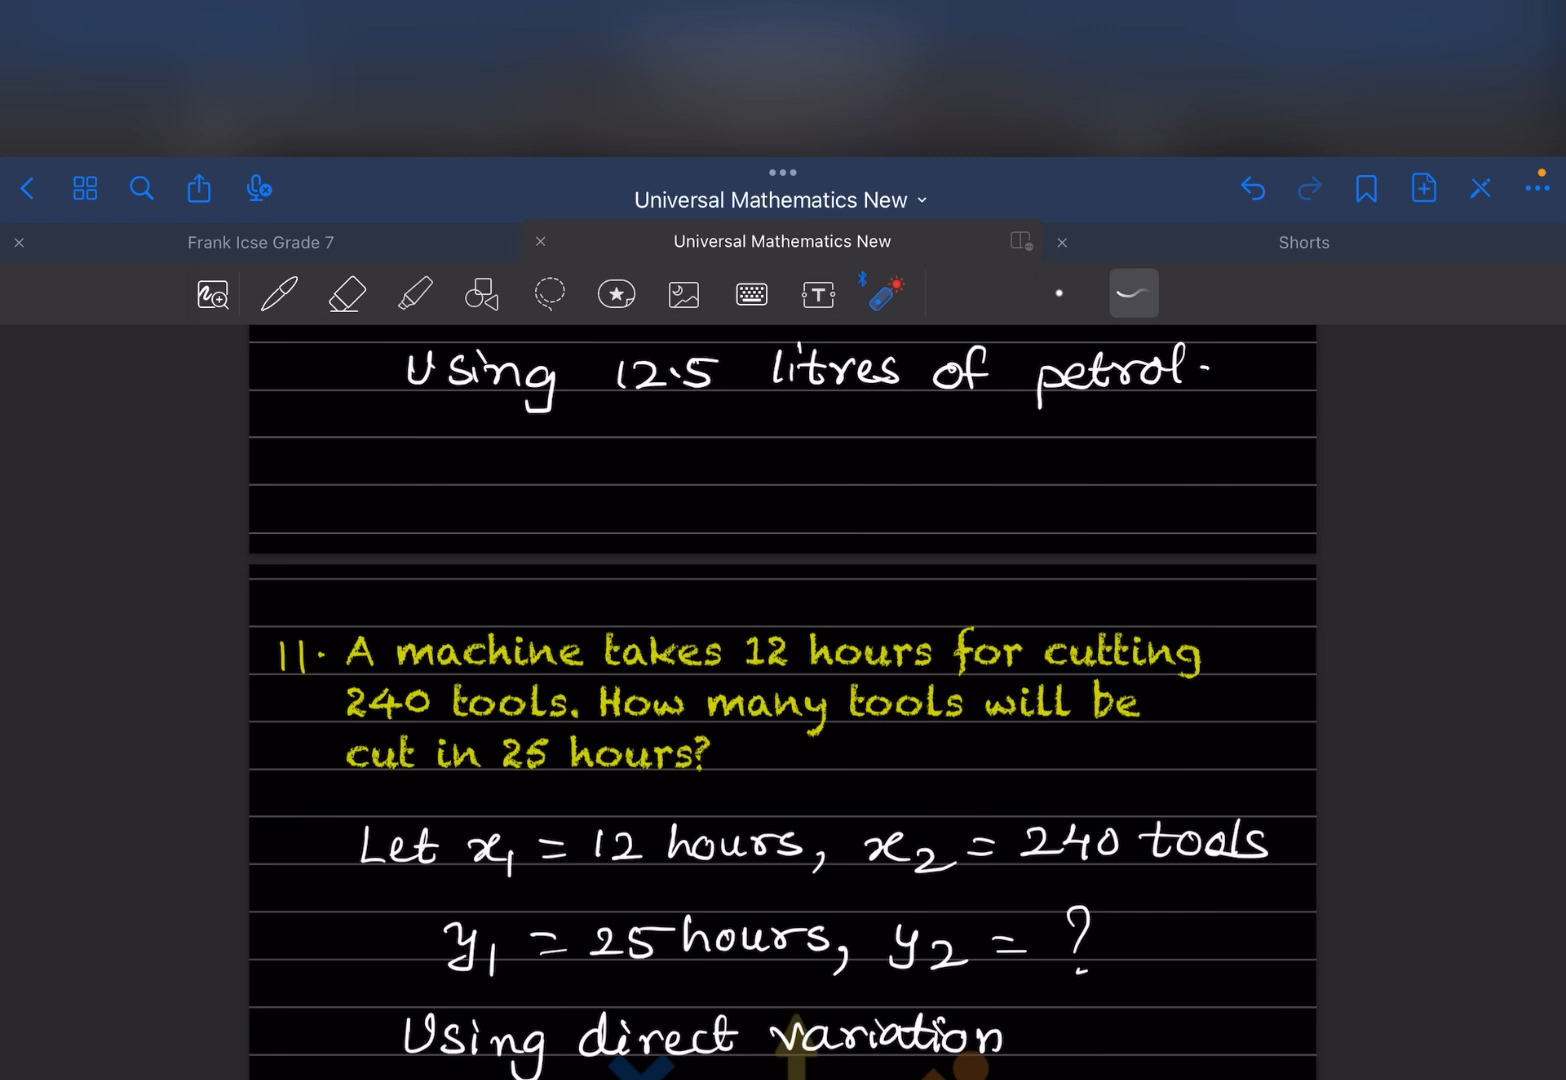 Universal Mathematics New
Frank Icse Grade 7
Universal Mathematics New
Shorts
Using 12.5 litres of petrol.
11. A machine takes 12 hours for cutting
240 tools. How many tools will be
cut in 25 hours?
Let x₁ = 12 hours, x₂ = 240 tools
y₁ = 25 hours, y₂ = ?
Using direct variation